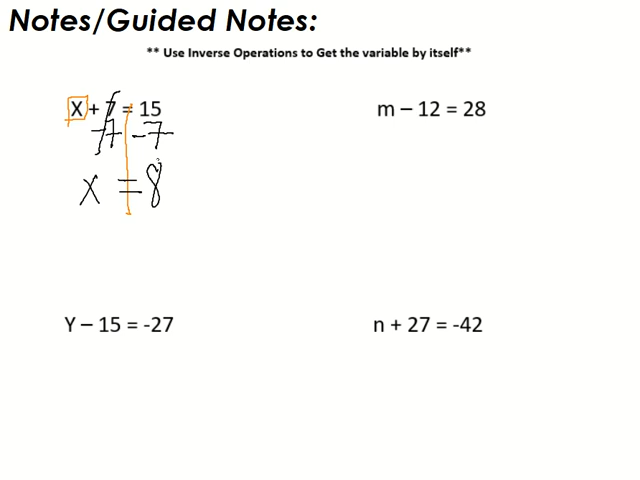 Notes/Guided Notes:
** Use Inverse Operations to Get the variable by itself**
X + 7 = 15
-7 -7
x = 8
m – 12 = 28
Y – 15 = -27
n + 27 = -42